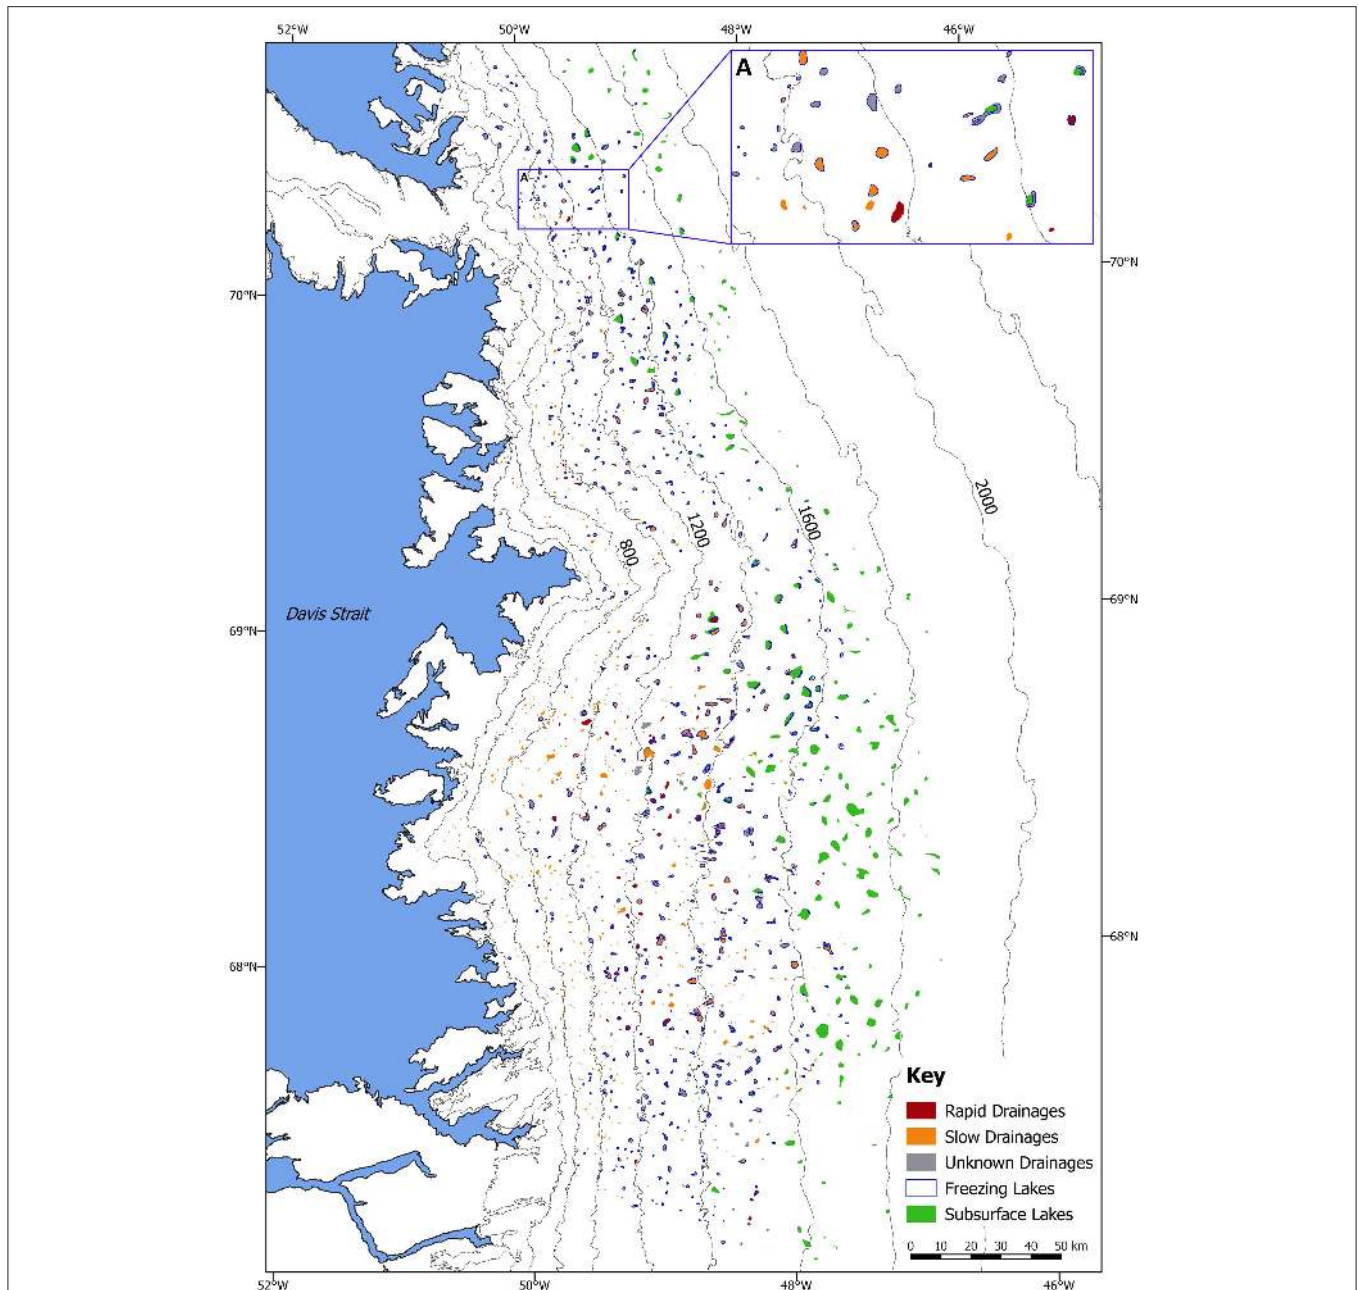 52°W 50°W 48°W 46°W
A
A
70°N 70°N
2000
1600
1200
800
69°N 69°N
Davis Strait
68°N 68°N
Key
Rapid Drainages
Slow Drainages
Unknown Drainages
Freezing Lakes
Subsurface Lakes
0 10 20 30 40 50 km
52°W 50°W 48°W 46°W